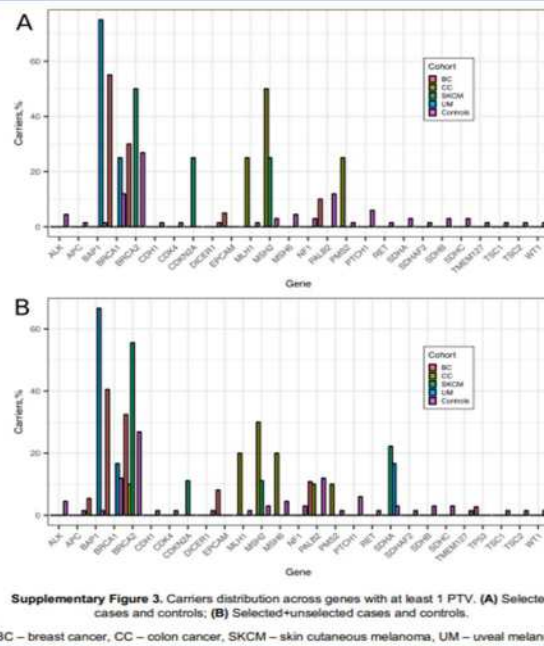 A
Carriers,%
60
40
20
0
Cohort
BC
CC
SKCM
UM
Controls
ALK
APC
BAP1
BRCA1
BRCA2
CDH1
CDK4
CDKN2A
DICER1
EPCAM
MLH1
MSH2
MSH6
NF1
PALB2
PMS2
PTCH1
RET
SDHA
SDHAF2
SDHB
SDHC
TMEM127
TSC1
TSC2
WT1
Gene
B
Carriers,%
60
40
20
0
Cohort
BC
CC
SKCM
UM
Controls
ALK
APC
BAP1
BRCA1
BRCA2
CDH1
CDK4
CDKN2A
DICER1
EPCAM
MLH1
MSH2
MSH6
NF1
PALB2
PMS2
PTCH1
RET
SDHA
SDHAF2
SDHB
SDHC
TMEM127
TP53
TSC1
TSC2
WT1
Gene
Supplementary Figure 3. Carriers distribution across genes with at least 1 PTV. (A) Selecte
cases and controls; (B) Selected+unselected cases and controls.
BC – breast cancer, CC – colon cancer, SKCM – skin cutaneous melanoma, UM – uveal melan